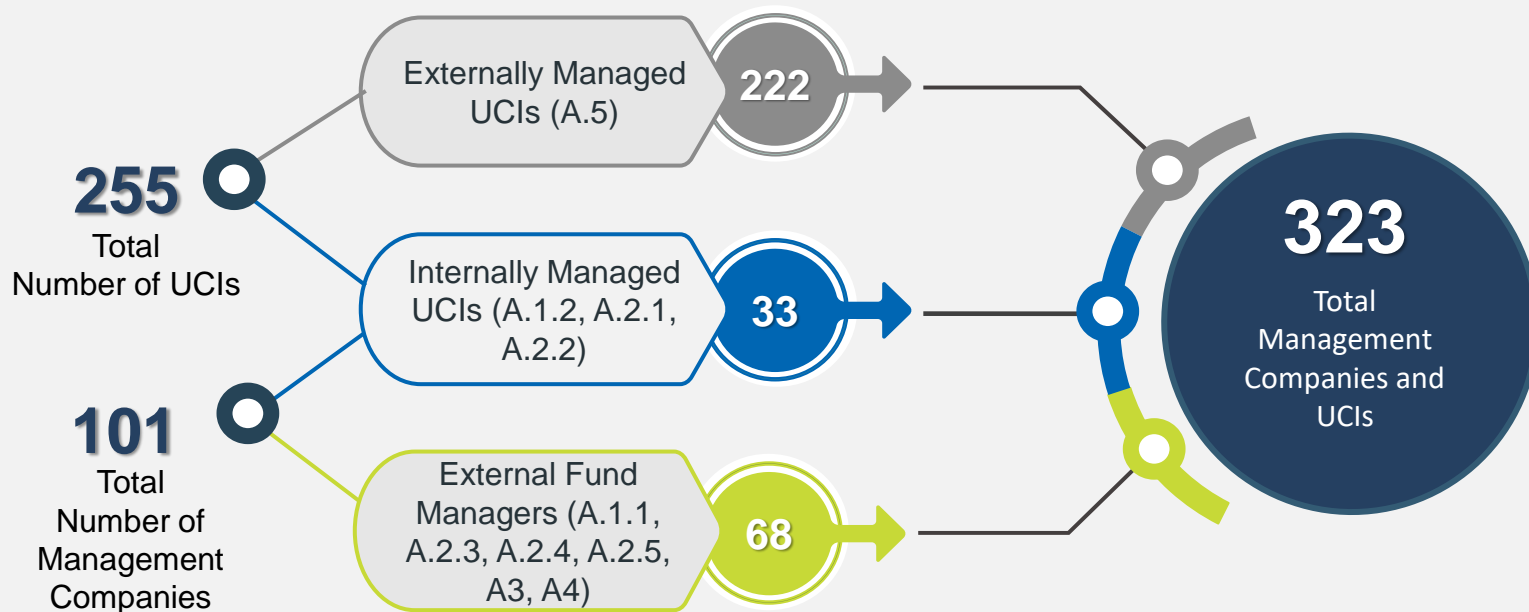 Externally Managed
UCIs (A.5)
222
255
Total
Number of UCIs
Internally Managed
UCIs (A.1.2, A.2.1,
A.2.2)
33
101
Total
Number of
Management
Companies
External Fund
Managers (A.1.1,
A.2.3, A.2.4, A.2.5,
A3, A4)
68
323
Total
Management
Companies and
UCIs